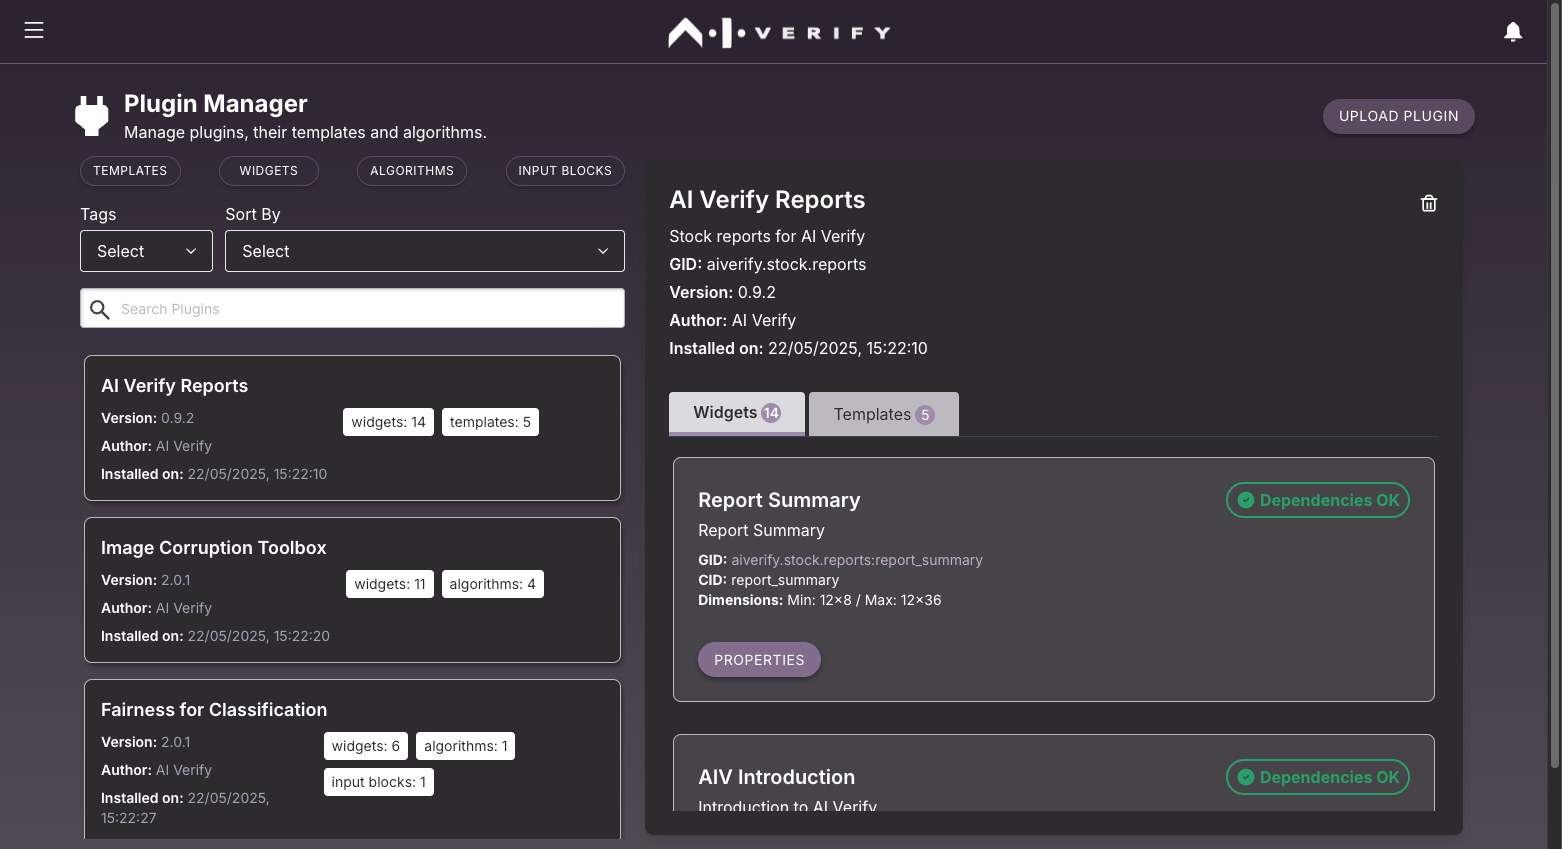 AI·VERIFY
Plugin Manager
Manage plugins, their templates and algorithms.
UPLOAD PLUGIN
TEMPLATES
WIDGETS
ALGORITHMS
INPUT BLOCKS
Tags
Sort By
Select
Select
Search Plugins
AI Verify Reports
Version: 0.9.2
Author: AI Verify
Installed on: 22/05/2025, 15:22:10
widgets: 14
templates: 5
Image Corruption Toolbox
Version: 2.0.1
Author: AI Verify
Installed on: 22/05/2025, 15:22:20
widgets: 11
algorithms: 4
Fairness for Classification
Version: 2.0.1
Author: AI Verify
Installed on: 22/05/2025,
15:22:27
widgets: 6
algorithms: 1
input blocks: 1
AI Verify Reports
Stock reports for AI Verify
GID: aiverify.stock.reports
Version: 0.9.2
Author: AI Verify
Installed on: 22/05/2025, 15:22:10
Widgets 14
Templates 5
Report Summary
Dependencies OK
Report Summary
GID: aiverify.stock.reports:report_summary
CID: report_summary
Dimensions: Min: 12×8 / Max: 12×36
PROPERTIES
AIV Introduction
Dependencies OK
Introduction to AI Verify